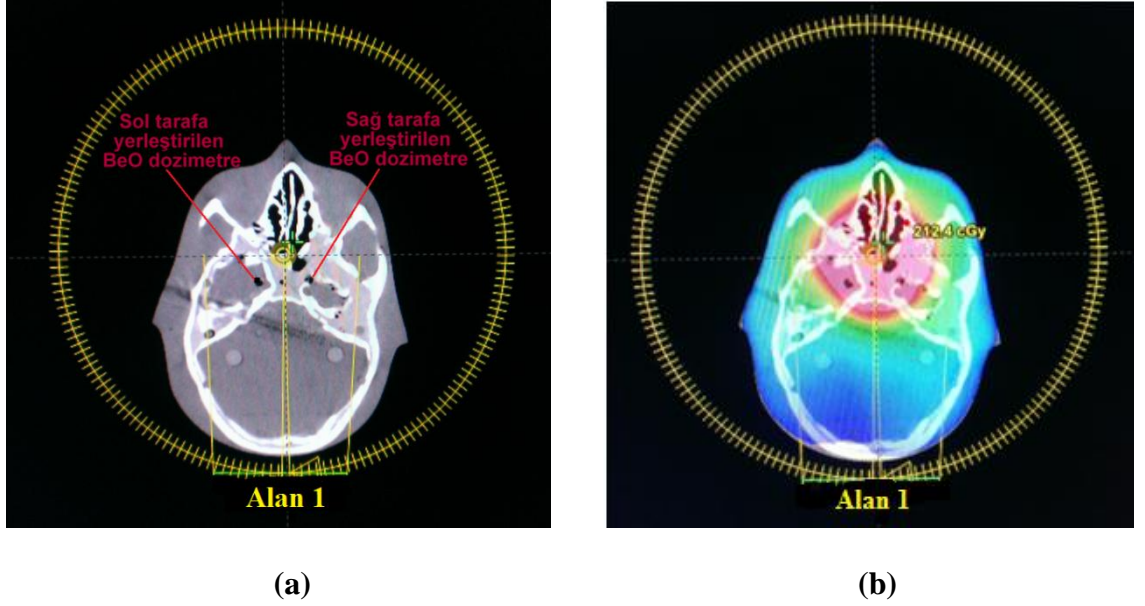 Sol tarafa
yerleştirilen
BeO dozimetre
Sağ tarafa
yerleştirilen
BeO dozimetre
Alan 1
212.4 cGy
Alan 1
(a)
(b)